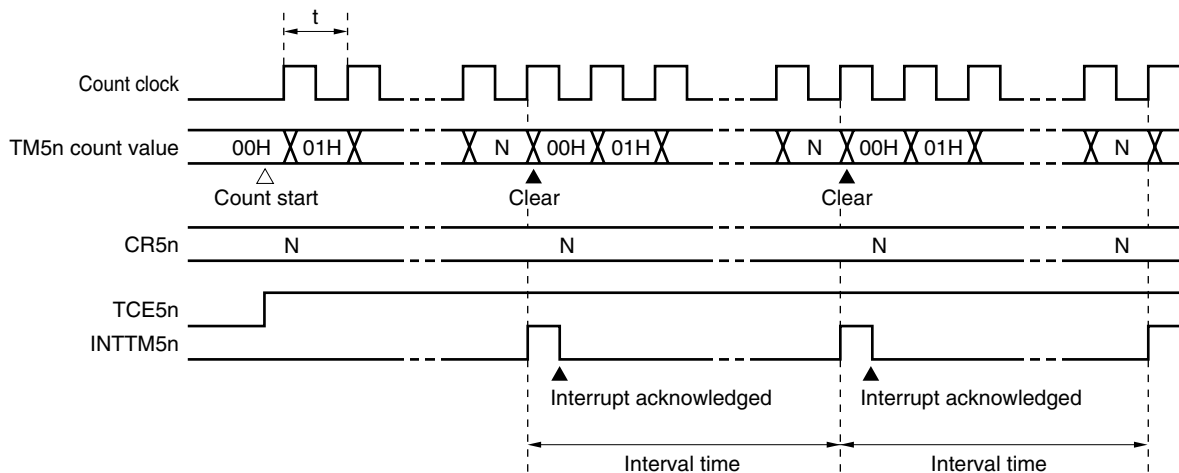 t
Count clock
TM5n count value 00H 01H N 00H 01H N 00H 01H N
Count start Clear Clear
CR5n N N N N
TCE5n
INTTM5n
Interrupt acknowledged Interrupt acknowledged
Interval time Interval time